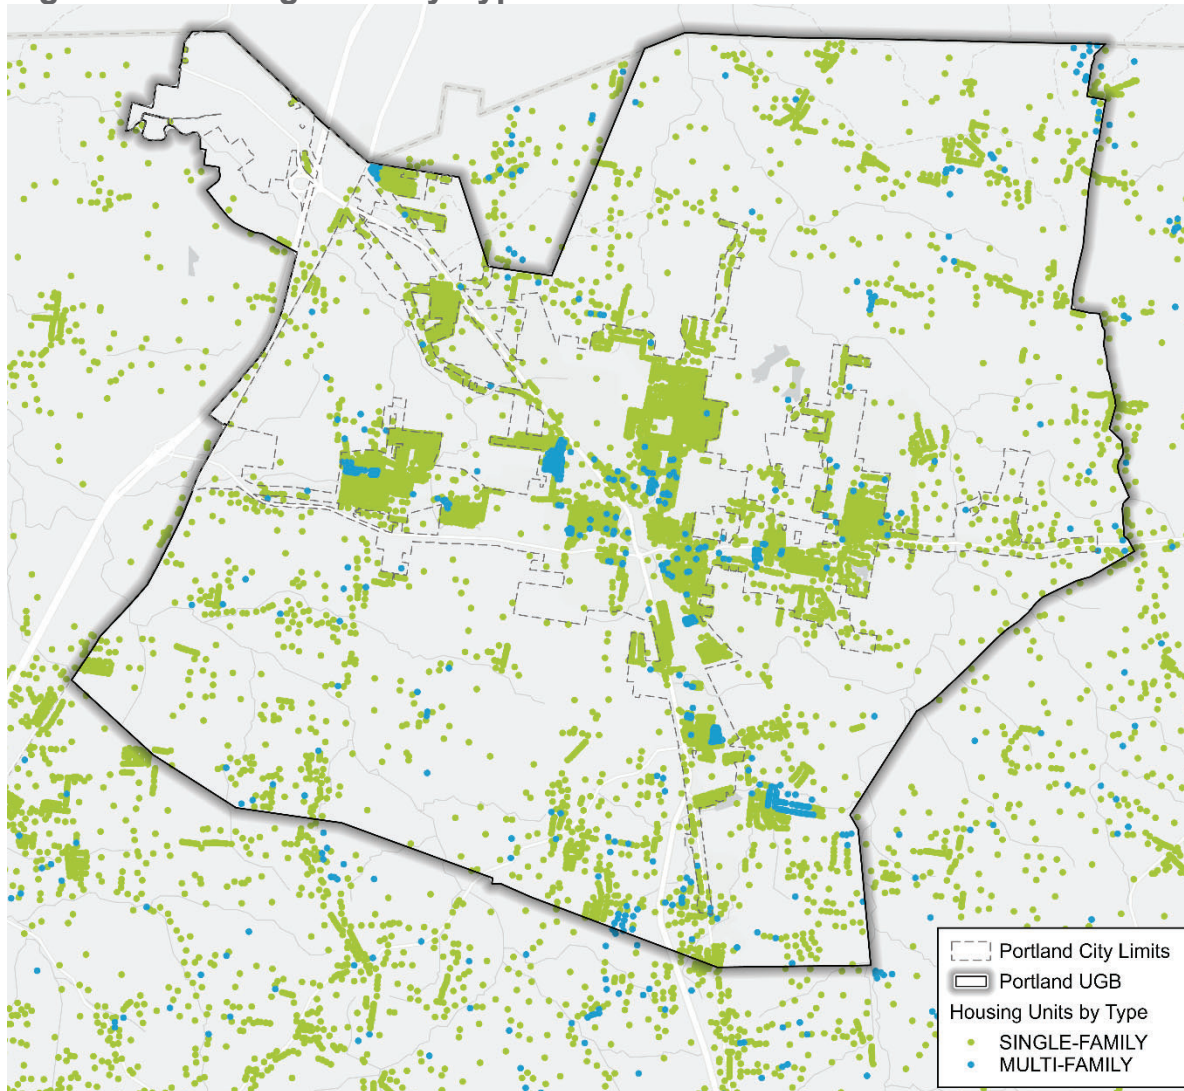 Portland City Limits
Portland UGB
Housing Units by Type
SINGLE-FAMILY
MULTI-FAMILY